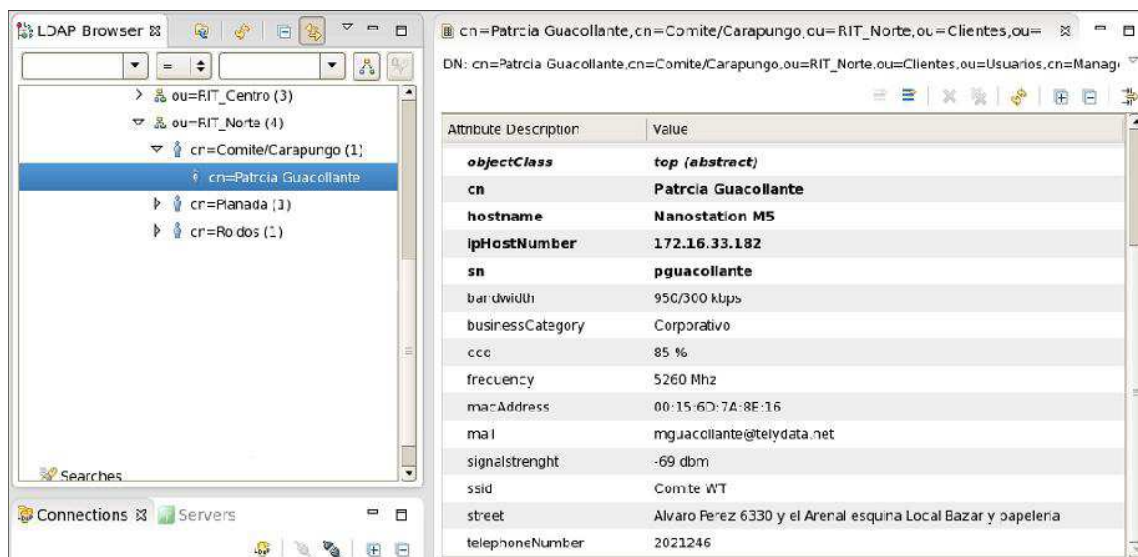 LDAP Browser
=
ou=RIT_Centro (3)
ou=RIT_Norte (4)
cn=Comite/Carapungo (1)
cn=Patrcia Guacollante
cn=Planada (1)
cn=Roldos (1)
Searches
Connections Servers
cn=Patrcia Guacollante,cn=Comite/Carapungo,ou=RIT_Norte,ou=Clientes,ou=
DN: cn=Patrcia Guacollante,cn=Comite/Carapungo,ou=RIT_Norte,ou=Clientes,ou=Usuarios,cn=Manag
Attribute Description Value
objectClass top (abstract)
cn Patrcia Guacollante
hostname Nanostation M5
ipHostNumber 172.16.33.182
sn pguacollante
bandwidth 950/300 kbps
businessCategory Corporativo
ccq 85 %
frecuency 5260 Mhz
macAddress 00:15:6D:7A:8E:16
mail mguacollante@telydata.net
signalstrenght -69 dbm
ssid Comite WT
street Alvaro Perez 6330 y el Arenal esquina Local Bazar y papeleria
telephoneNumber 2021246